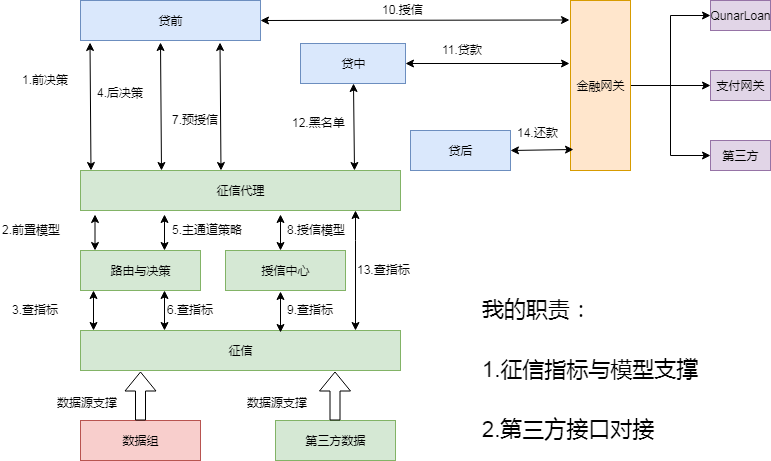 10.授信
贷前
QunarLoan
11.贷款
1.前决策
4.后决策
贷中
金融网关
支付网关
7.预授信
12.黑名单
14.还款
贷后
第三方
征信代理
2.前置模型
5.主通道策略
8.授信模型
路由与决策
授信中心
13.查指标
3.查指标
6.查指标
9.查指标
我的职责：
征信
1.征信指标与模型支撑
数据源支撑
数据源支撑
2.第三方接口对接
数据组
第三方数据